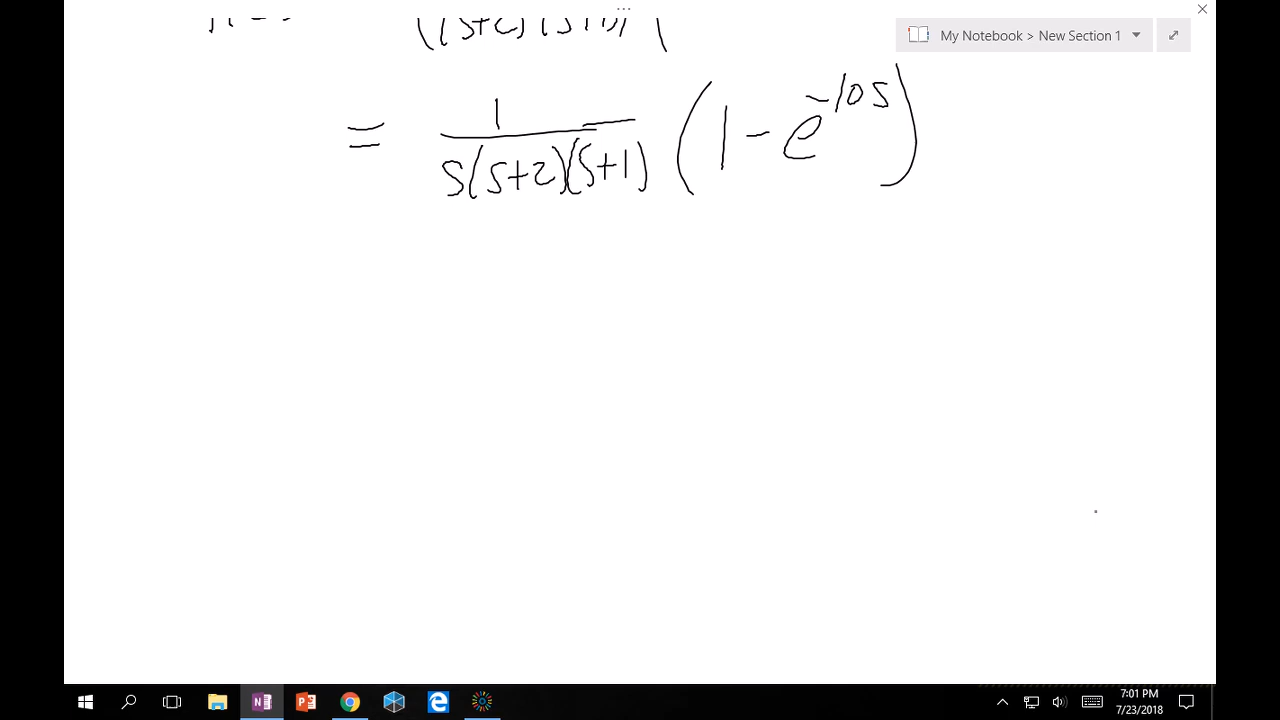 My Notebook > New Section 1
= 1/(s(s+2)(s+1)) (1 - e^{-10s})
7:01 PM
7/23/2018